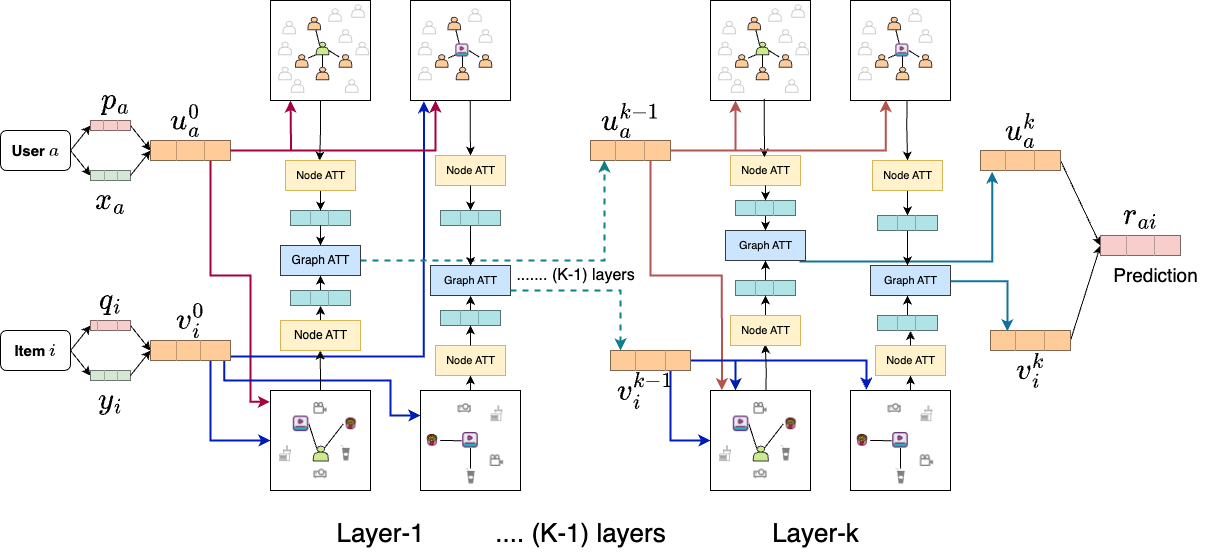 p_a
User a
u_a^0
x_a
q_i
Item i
v_i^0
y_i
Node ATT
Graph ATT
Node ATT
Node ATT
Graph ATT
Node ATT
....... (K-1) layers
u_a^{k-1}
v_i^{k-1}
Node ATT
Graph ATT
Node ATT
Node ATT
Graph ATT
Node ATT
u_a^k
v_i^k
r_{ai}
Prediction
Layer-1
.... (K-1) layers
Layer-k